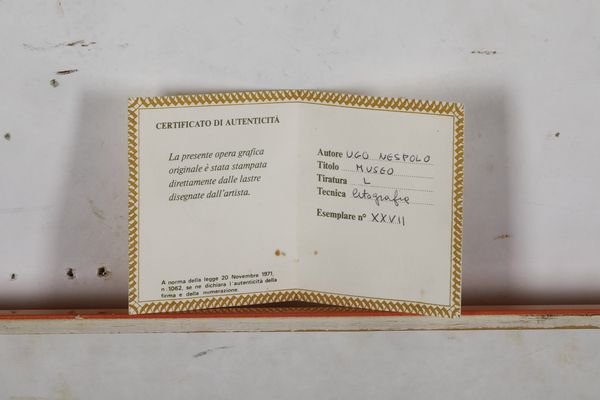 CERTIFICATO DI AUTENTICITÀ
La presente opera grafica
originale è stata stampata
direttamente dalle lastre
disegnate dall'artista.
A norma della legge 20 Novembre 1971,
n. 1062, se ne dichiara l'autenticità della
firma e della numerazione
Autore UGO NESPOLO
Titolo MUSEO
Tiratura L
Tecnica litografia
Esemplare n° XXVII